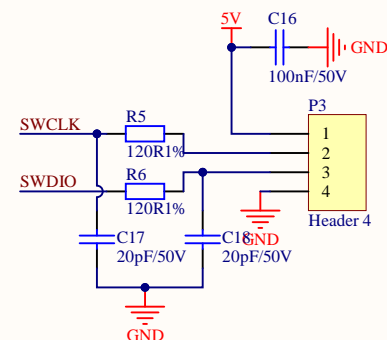 5V
C16
GND
100nF/50V
P3
SWCLK
R5
120R1%
1
2
SWDIO
R6
120R1%
3
4
Header 4
C17
20pF/50V
C18
20pF/50V
GND
GND